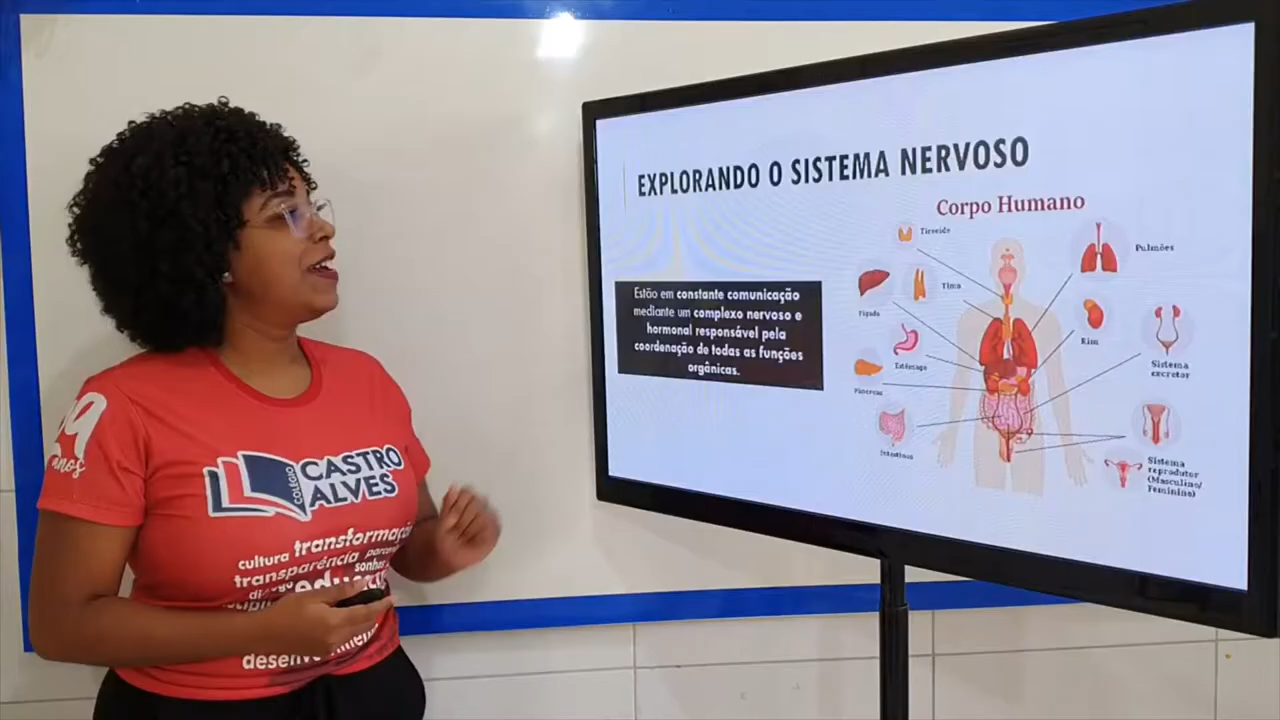 EXPLORANDO O SISTEMA NERVOSO
Corpo Humano
Estão em constante comunicação
mediante um complexo nervoso e
hormonal responsável pela
coordenação de todas as funções
orgânicas.
Tireoide
Pulmões
Timo
Fígado
Rim
Estômago
Sistema
excretor
Pâncreas
Intestinos
Sistema
reprodutor
(Masculino/
Feminino)
29
anos
COLÉGIO
CASTRO
ALVES
cultura transformação
transparência
sonhos